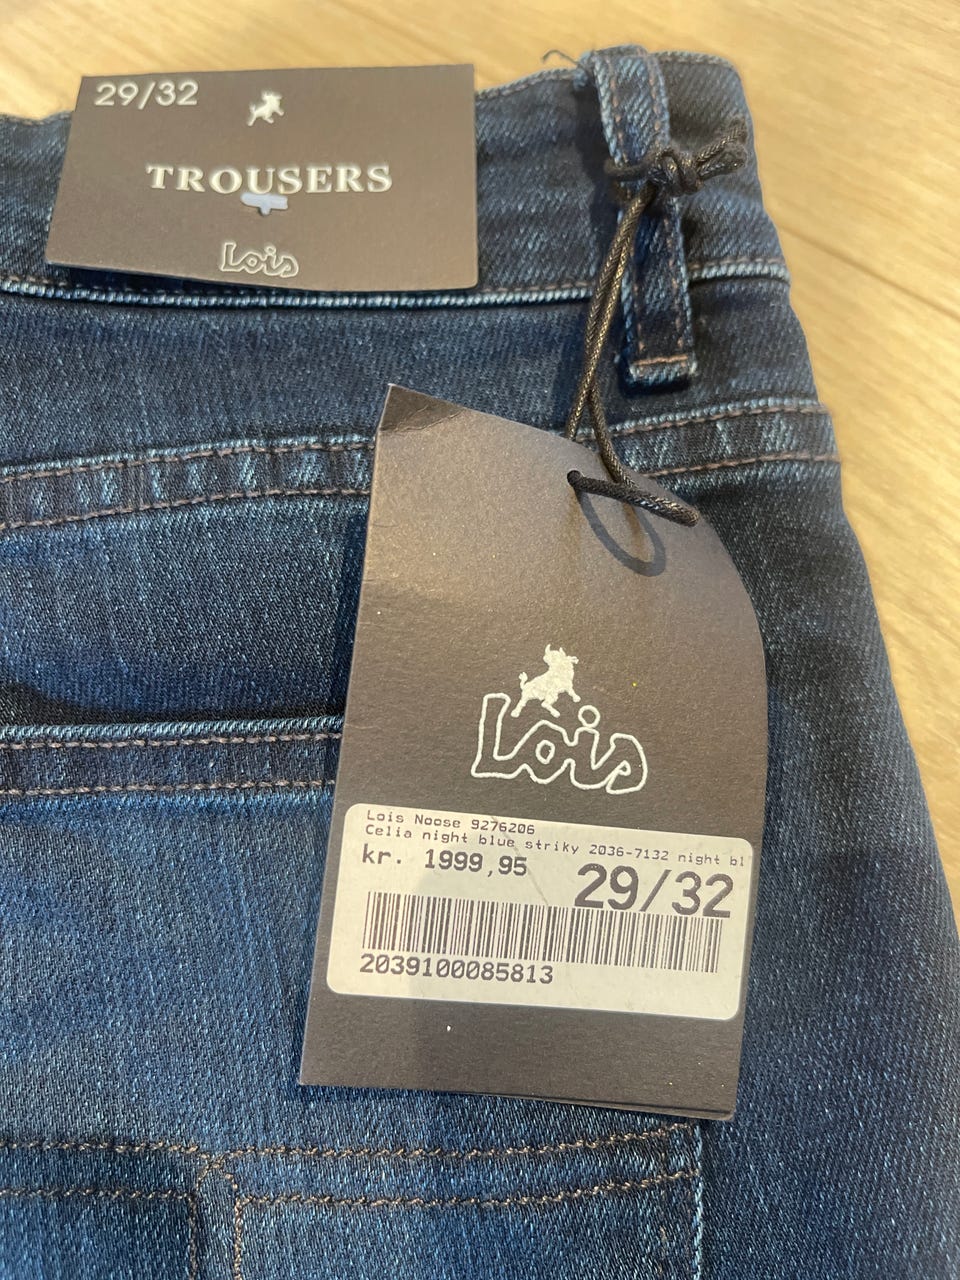 29/32
TROUSERS
Lois
Lois
Lois Noose 9276206
Celia night blue striky 2036-7132 night bl
kr. 1999,95
29/32
2039100085813